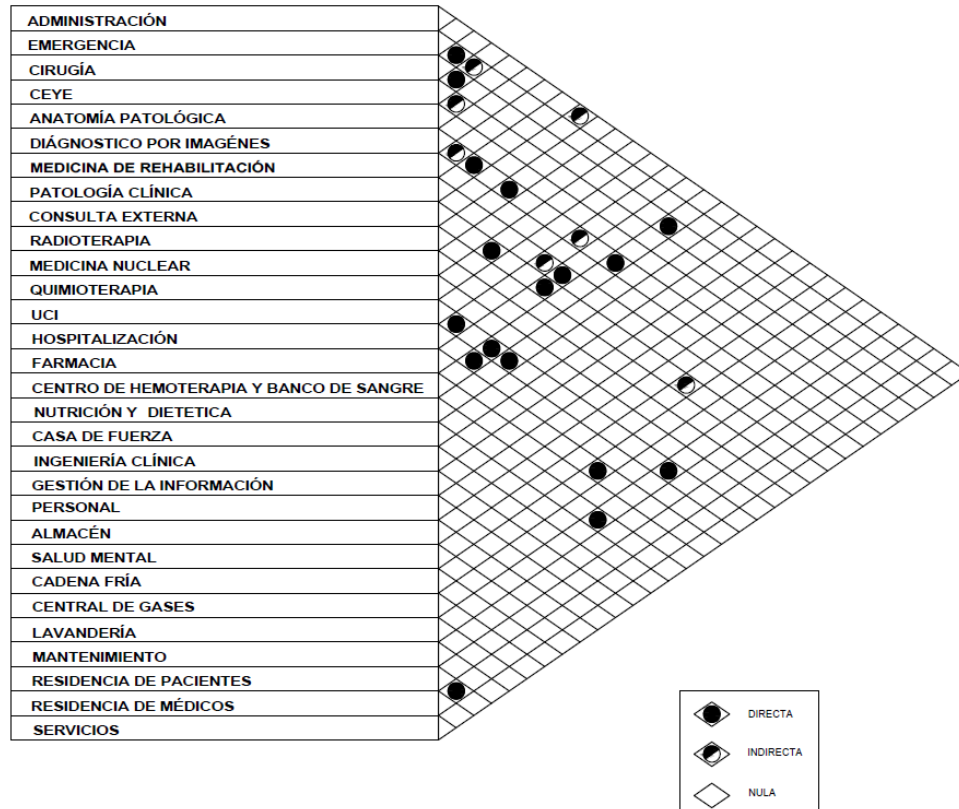 ADMINISTRACIÓN
EMERGENCIA
CIRUGÍA
CEYE
ANATOMÍA PATOLÓGICA
DIÁGNOSTICO POR IMAGÉNES
MEDICINA DE REHABILITACIÓN
PATOLOGÍA CLÍNICA
CONSULTA EXTERNA
RADIOTERAPIA
MEDICINA NUCLEAR
QUIMIOTERAPIA
UCI
HOSPITALIZACIÓN
FARMACIA
CENTRO DE HEMOTERAPIA Y BANCO DE SANGRE
NUTRICIÓN Y DIETETICA
CASA DE FUERZA
INGENIERÍA CLÍNICA
GESTIÓN DE LA INFORMACIÓN
PERSONAL
ALMACÉN
SALUD MENTAL
CADENA FRÍA
CENTRAL DE GASES
LAVANDERÍA
MANTENIMIENTO
RESIDENCIA DE PACIENTES
RESIDENCIA DE MÉDICOS
SERVICIOS
DIRECTA
INDIRECTA
NULA